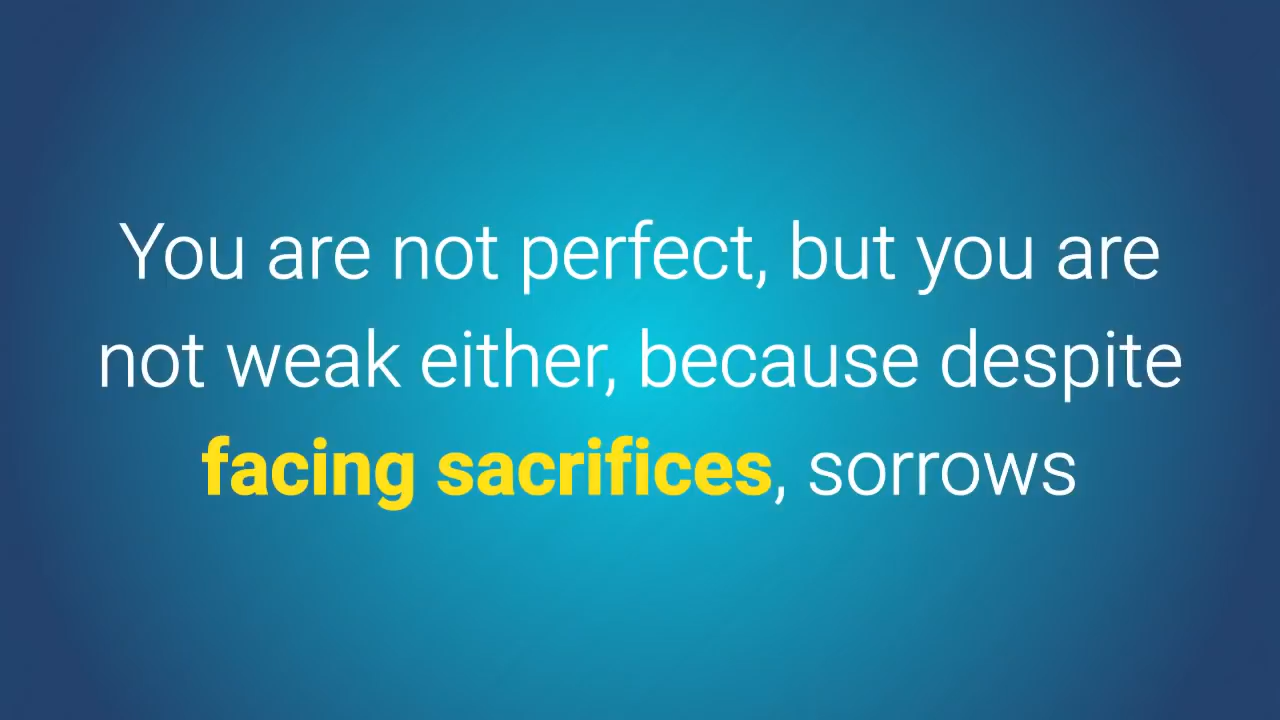 You are not perfect, but you are
not weak either, because despite
facing sacrifices, sorrows